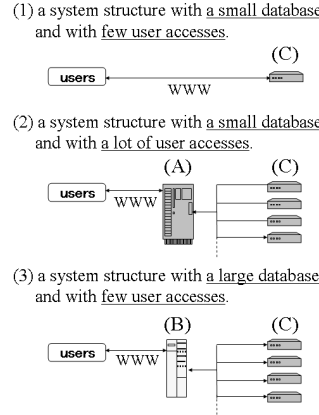 (1) a system structure with a small database
and with few user accesses.
(C)
users
WWW
(2) a system structure with a small database
and with a lot of user accesses.
(A) (C)
users
WWW
(3) a system structure with a large database
and with few user accesses.
(B) (C)
users
WWW